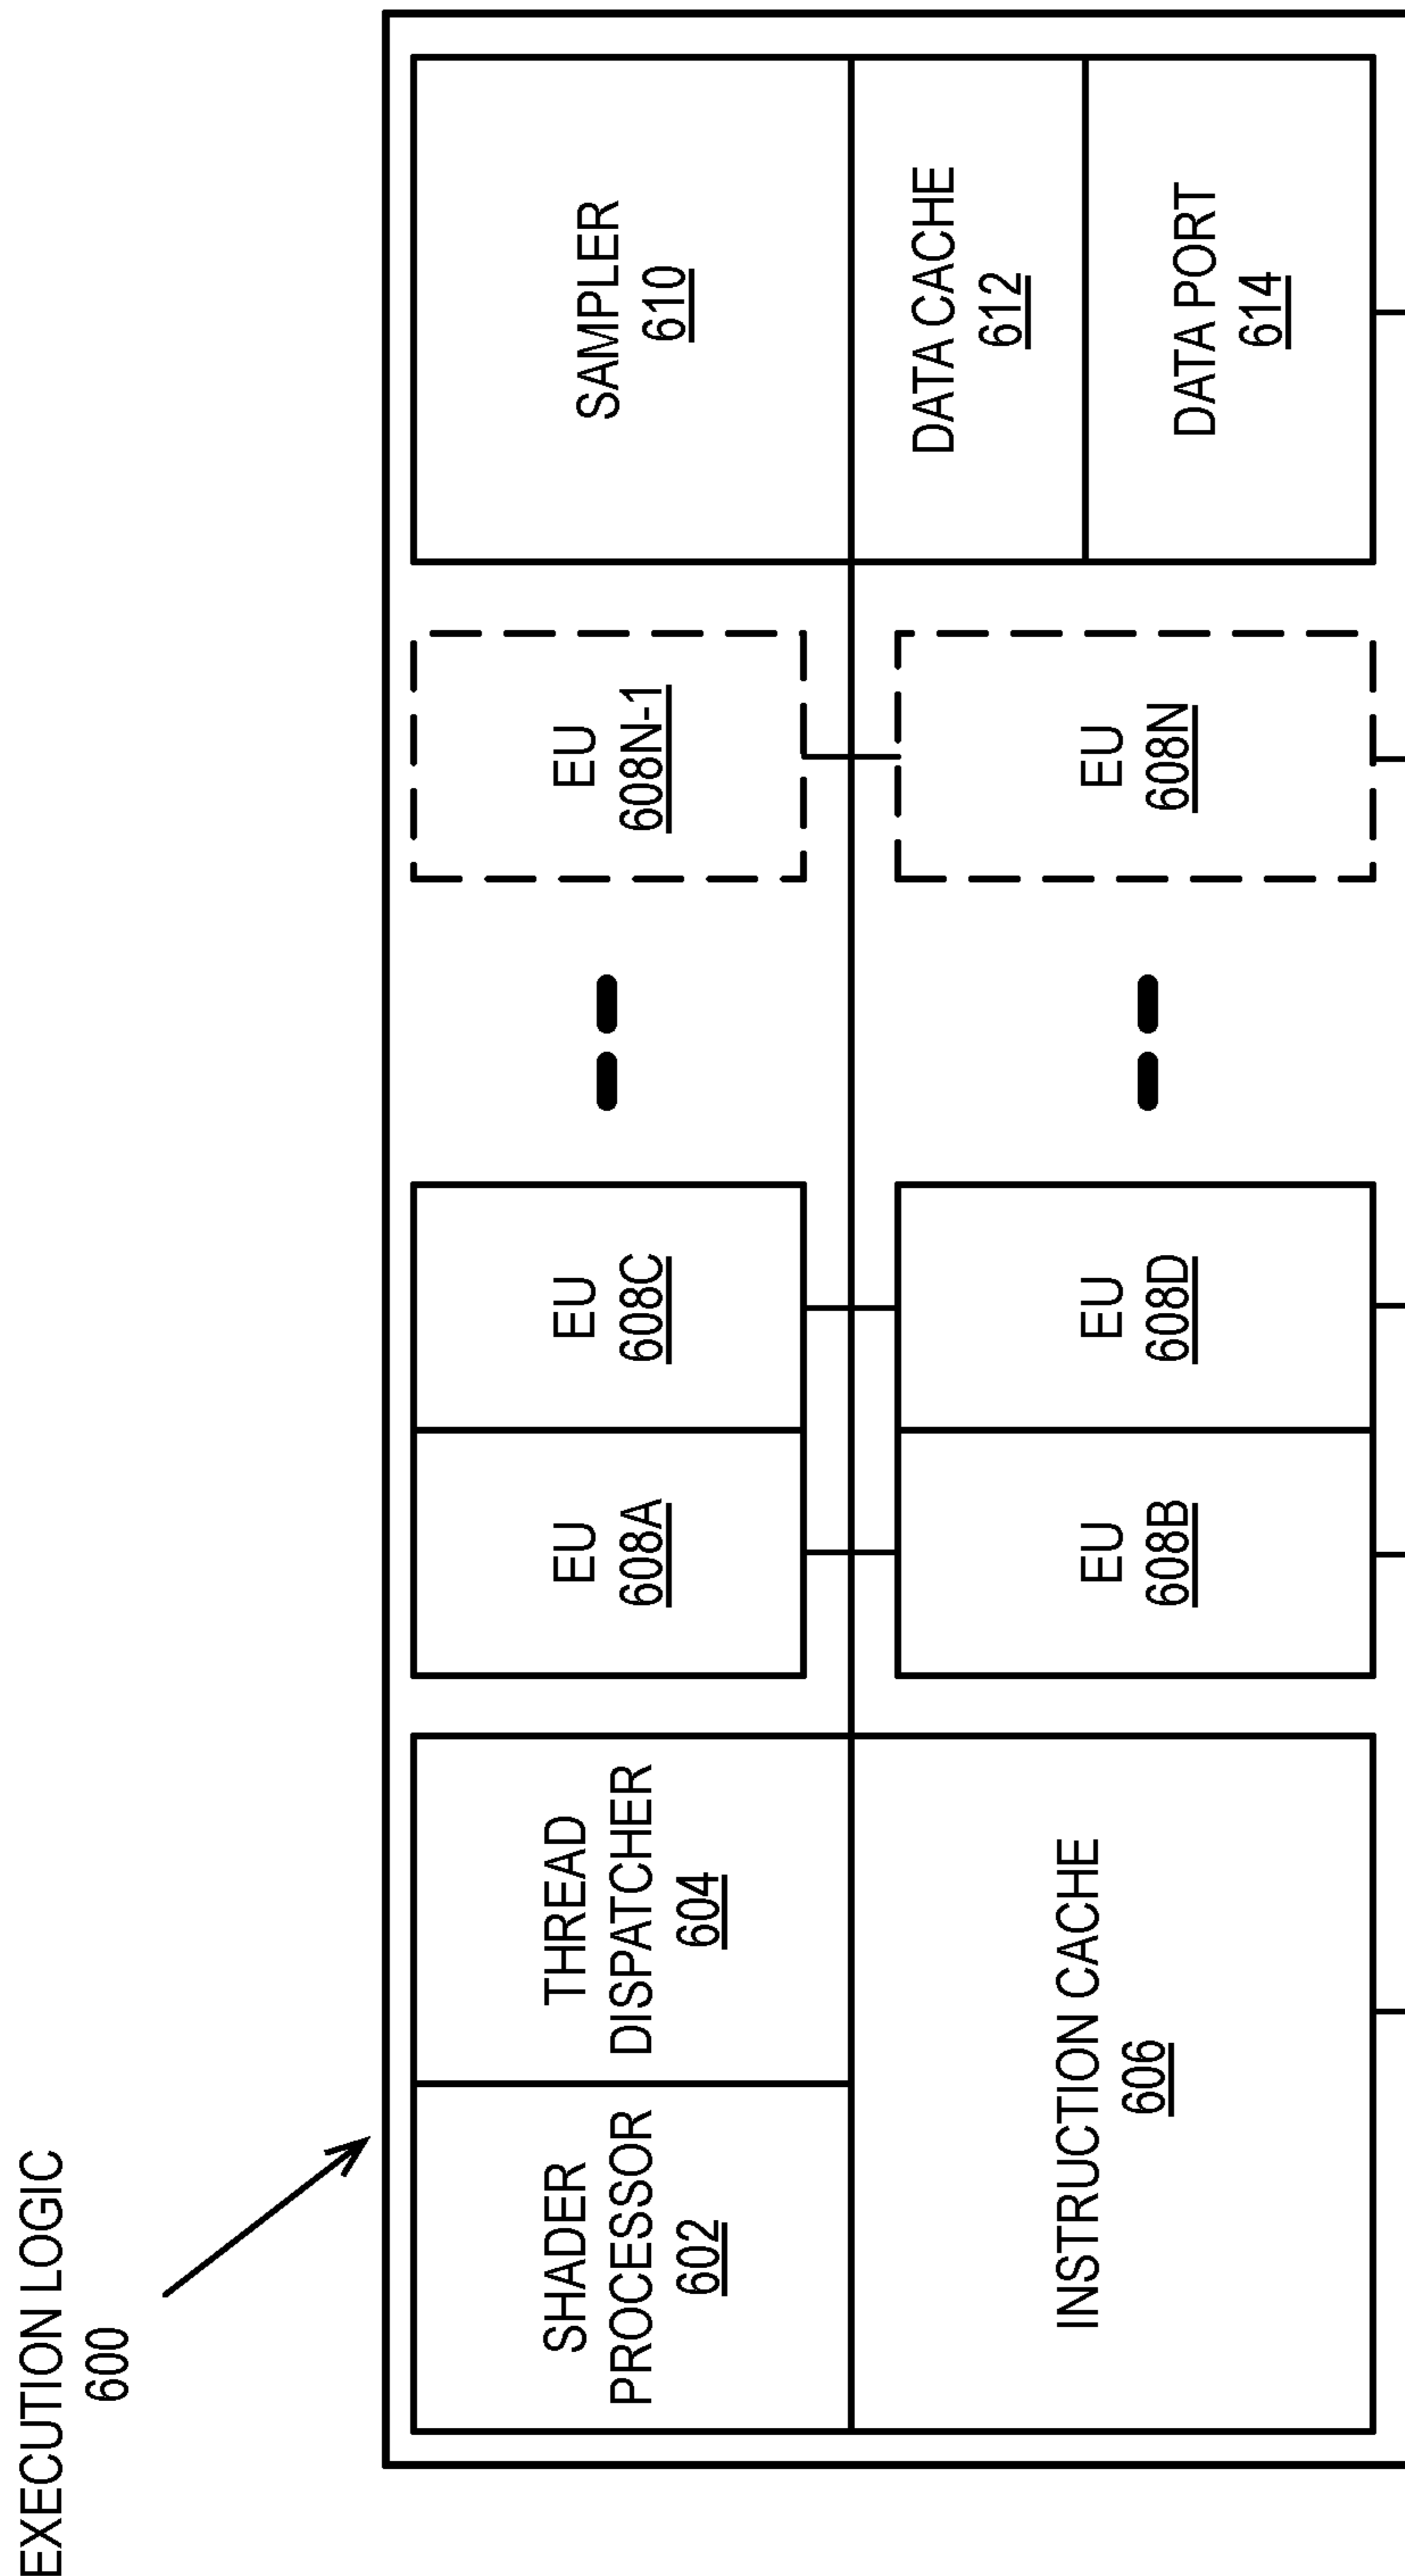 EXECUTION LOGIC
600
SHADER
PROCESSOR
602
THREAD
DISPATCHER
604
EU
608A
EU
608C
EU
608N-1
SAMPLER
610
INSTRUCTION CACHE
606
EU
608B
EU
608D
EU
608N
DATA CACHE
612
DATA PORT
614